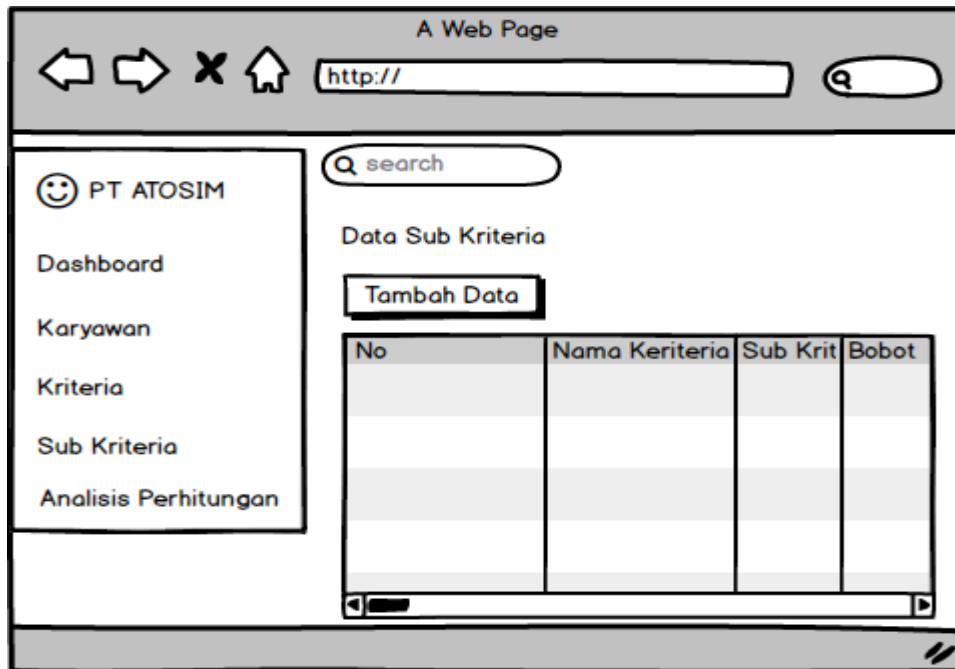 A Web Page
http://
search
PT ATOSIM
Dashboard
Karyawan
Kriteria
Sub Kriteria
Analisis Perhitungan
Data Sub Kriteria
Tambah Data
No Nama Keriteria Sub Krit Bobot